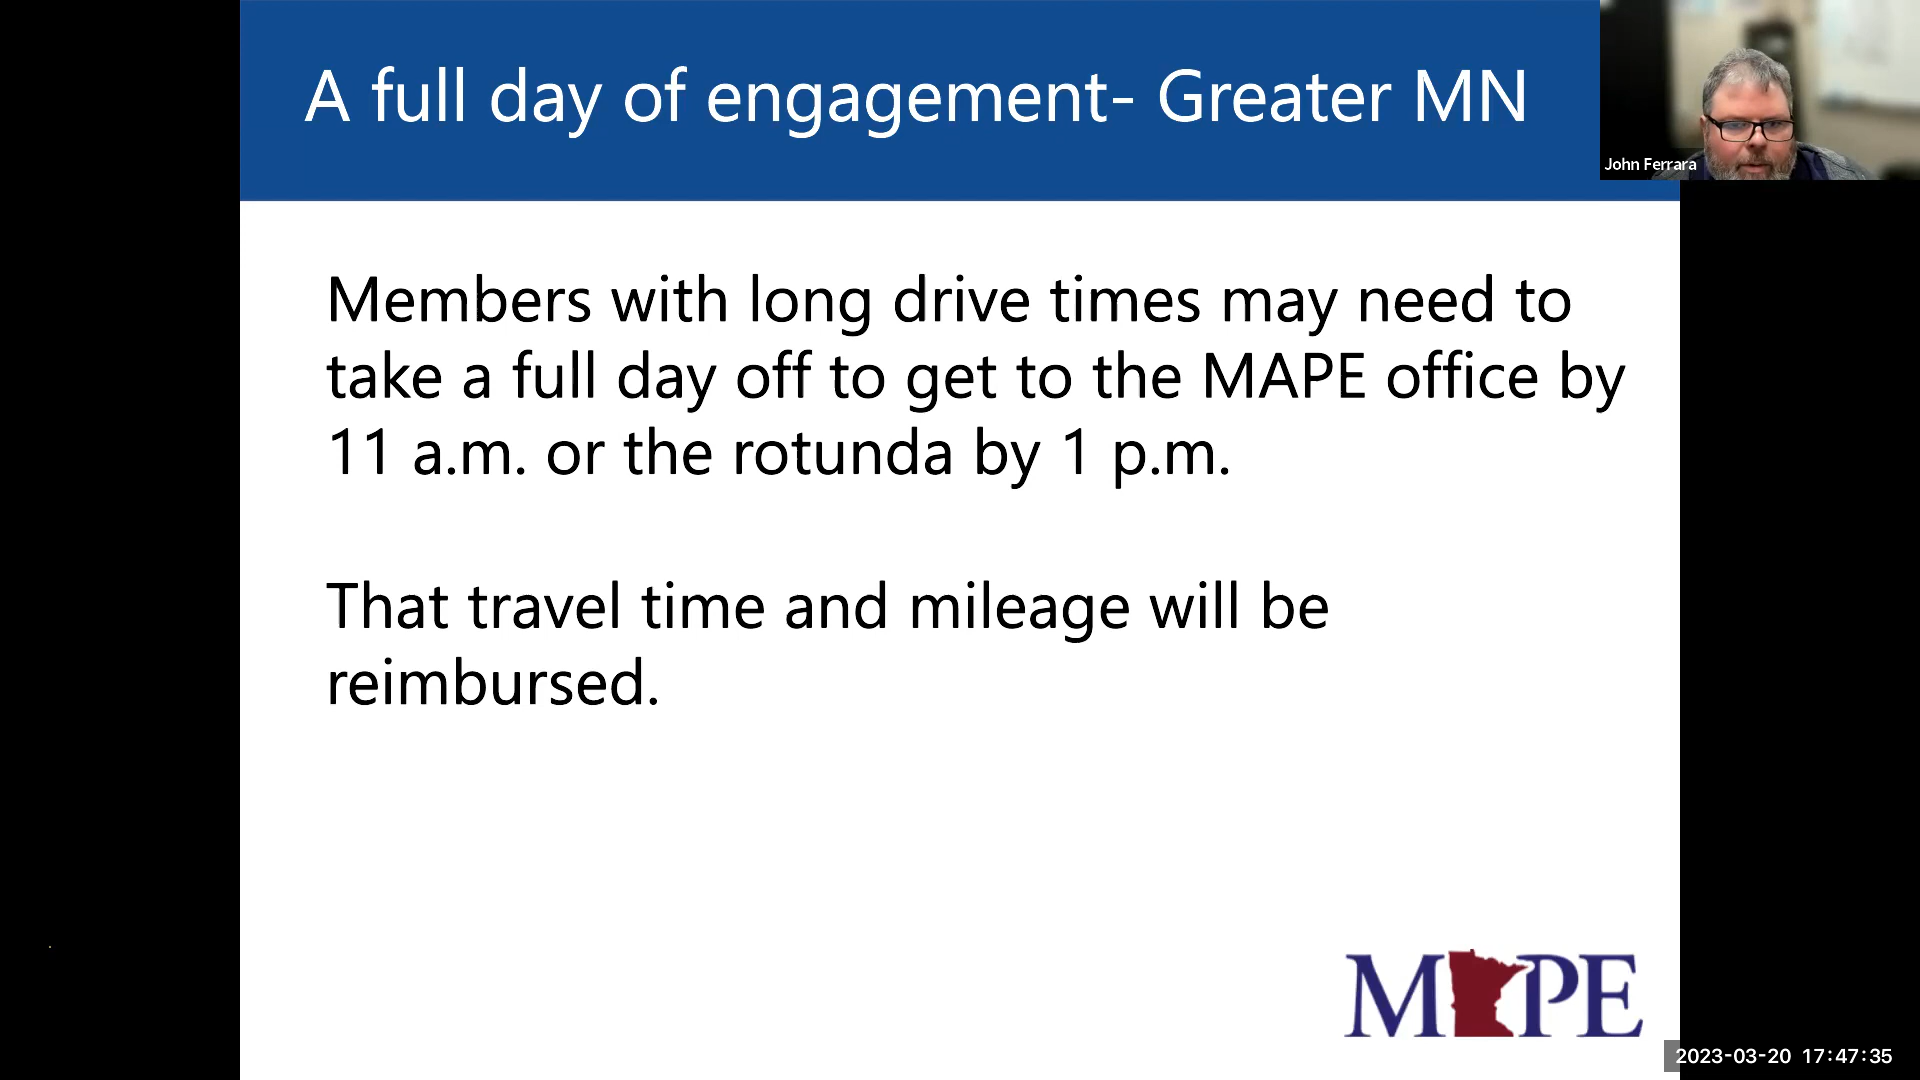 A full day of engagement- Greater MN
John Ferrara
Members with long drive times may need to
take a full day off to get to the MAPE office by
11 a.m. or the rotunda by 1 p.m.
That travel time and mileage will be
reimbursed.
MAPE
2023-03-20 17:47:35